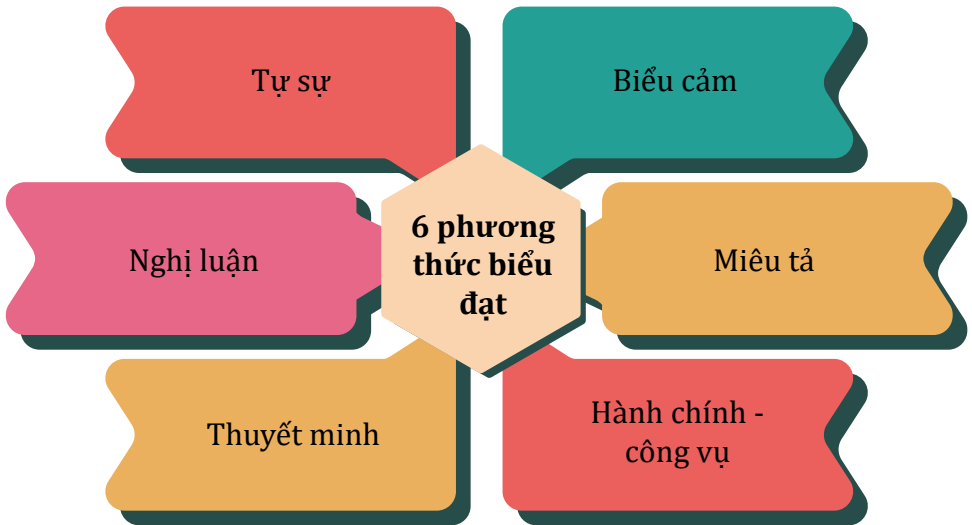 Tự sự
Biểu cảm
6 phương
thức biểu
đạt
Nghị luận
Miêu tả
Thuyết minh
Hành chính -
công vụ